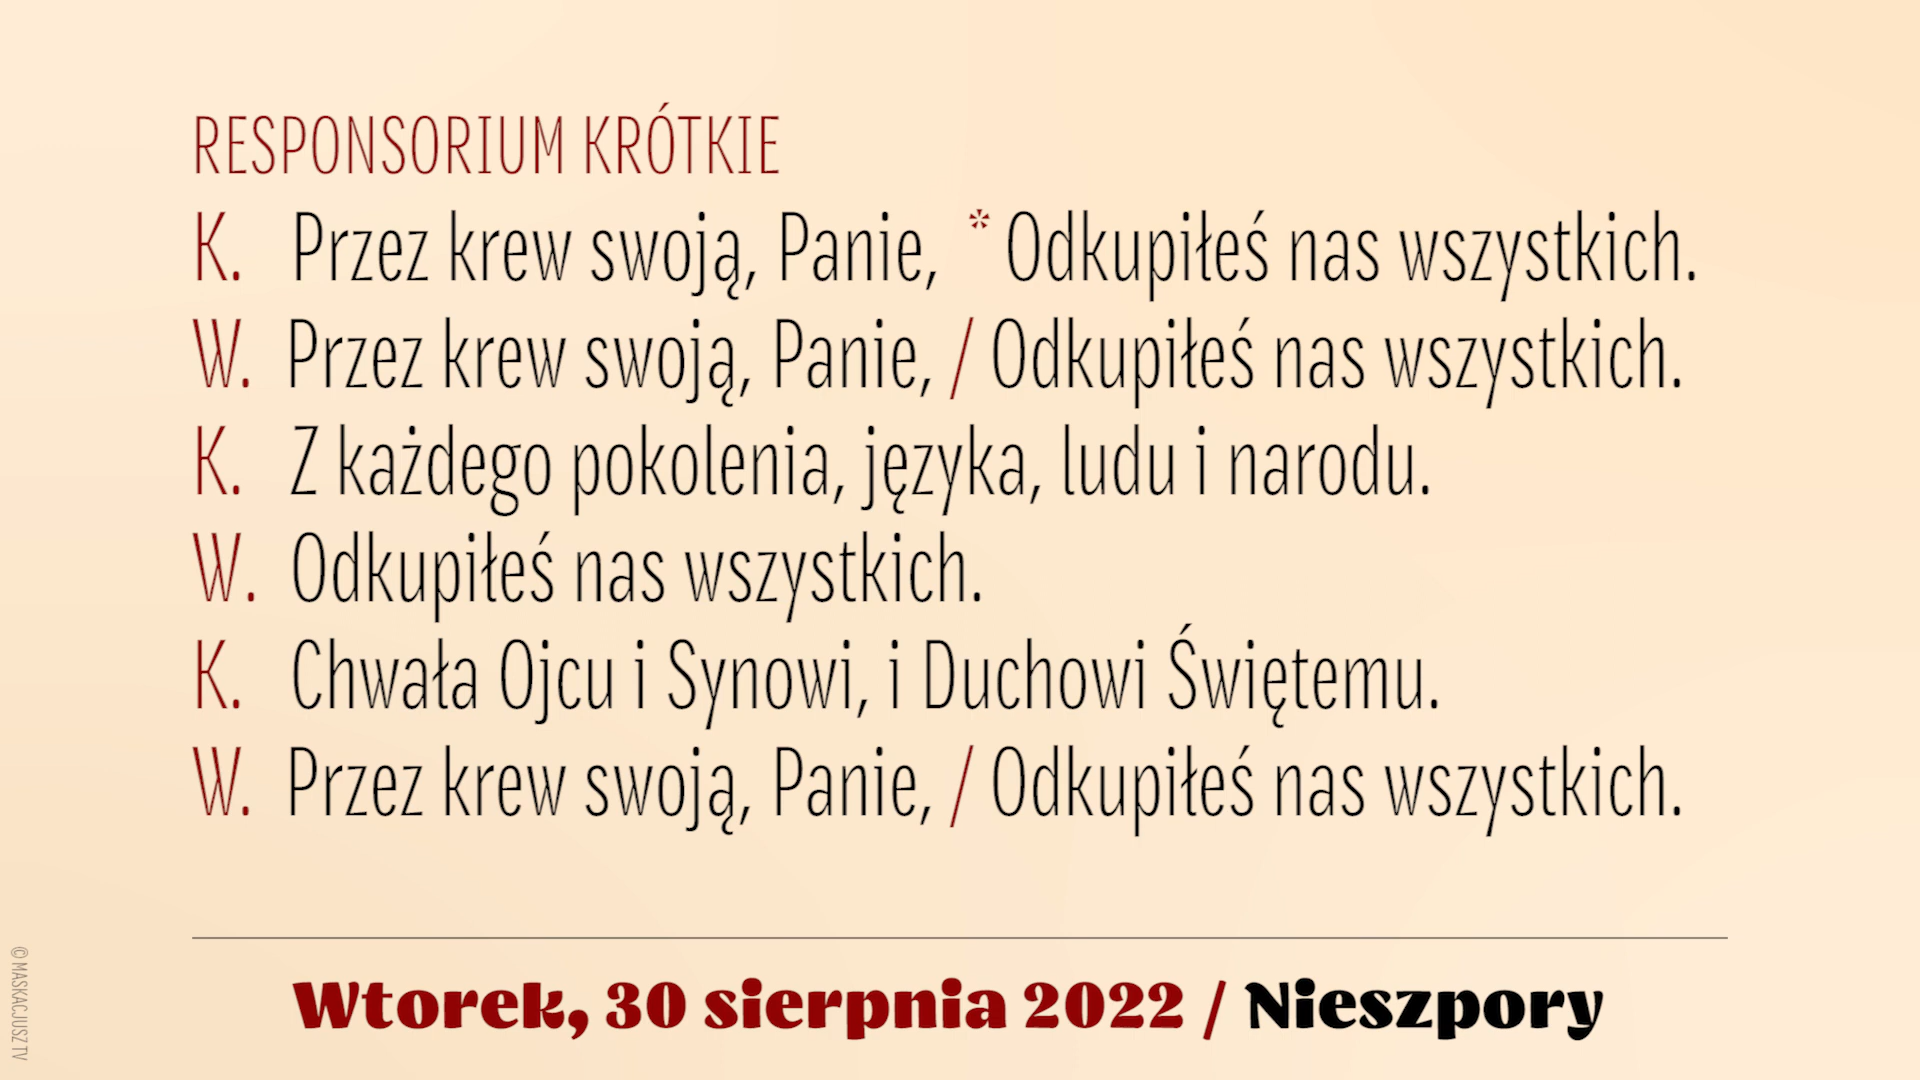 RESPONSORIUM KRÓTKIE
K. Przez krew swoją, Panie, * Odkupiłeś nas wszystkich.
W. Przez krew swoją, Panie, / Odkupiłeś nas wszystkich.
K. Z każdego pokolenia, języka, ludu i narodu.
W. Odkupiłeś nas wszystkich.
K. Chwała Ojcu i Synowi, i Duchowi Świętemu.
W. Przez krew swoją, Panie, / Odkupiłeś nas wszystkich.
Wtorek, 30 sierpnia 2022 / Nieszpory
© MASKACJUSZ TV